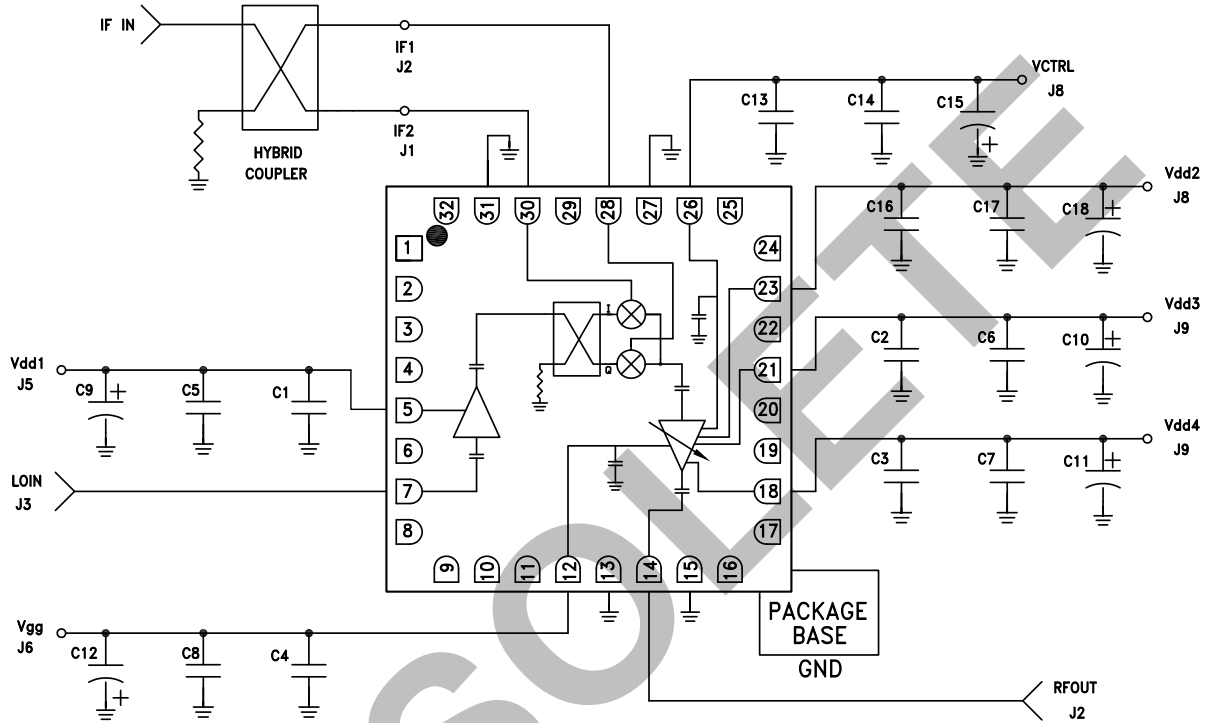 IF IN
IF1
J2
IF2
J1
HYBRID
COUPLER
VCTRL
J8
C13
C14
C15
+
Vdd2
J8
C16
C17
C18
+
Vdd3
J9
C2
C6
C10
+
Vdd4
J9
C3
C7
C11
+
Vdd1
J5
C9
+
C5
C1
LOIN
J3
Vgg
J6
C12
+
C8
C4
32
31
30
29
28
27
26
25
1
2
3
4
5
6
7
8
24
23
22
21
20
19
18
17
9
10
11
12
13
14
15
16
I
Q
PACKAGE
BASE
GND
RFOUT
J2
SOLETE